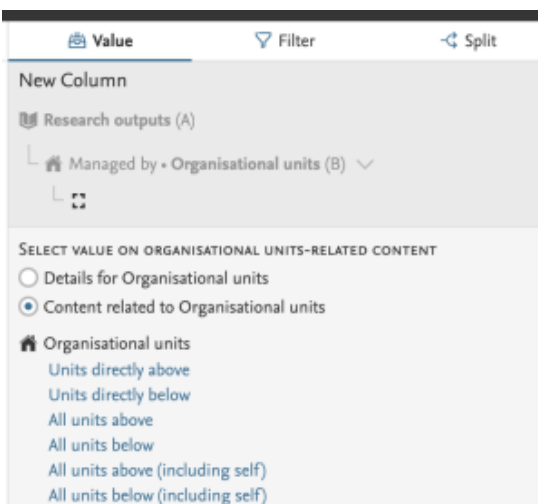 Value Filter Split
New Column
Research outputs (A)
Managed by • Organisational units (B)
SELECT VALUE ON ORGANISATIONAL UNITS-RELATED CONTENT
Details for Organisational units
Content related to Organisational units
Organisational units
Units directly above
Units directly below
All units above
All units below
All units above (including self)
All units below (including self)